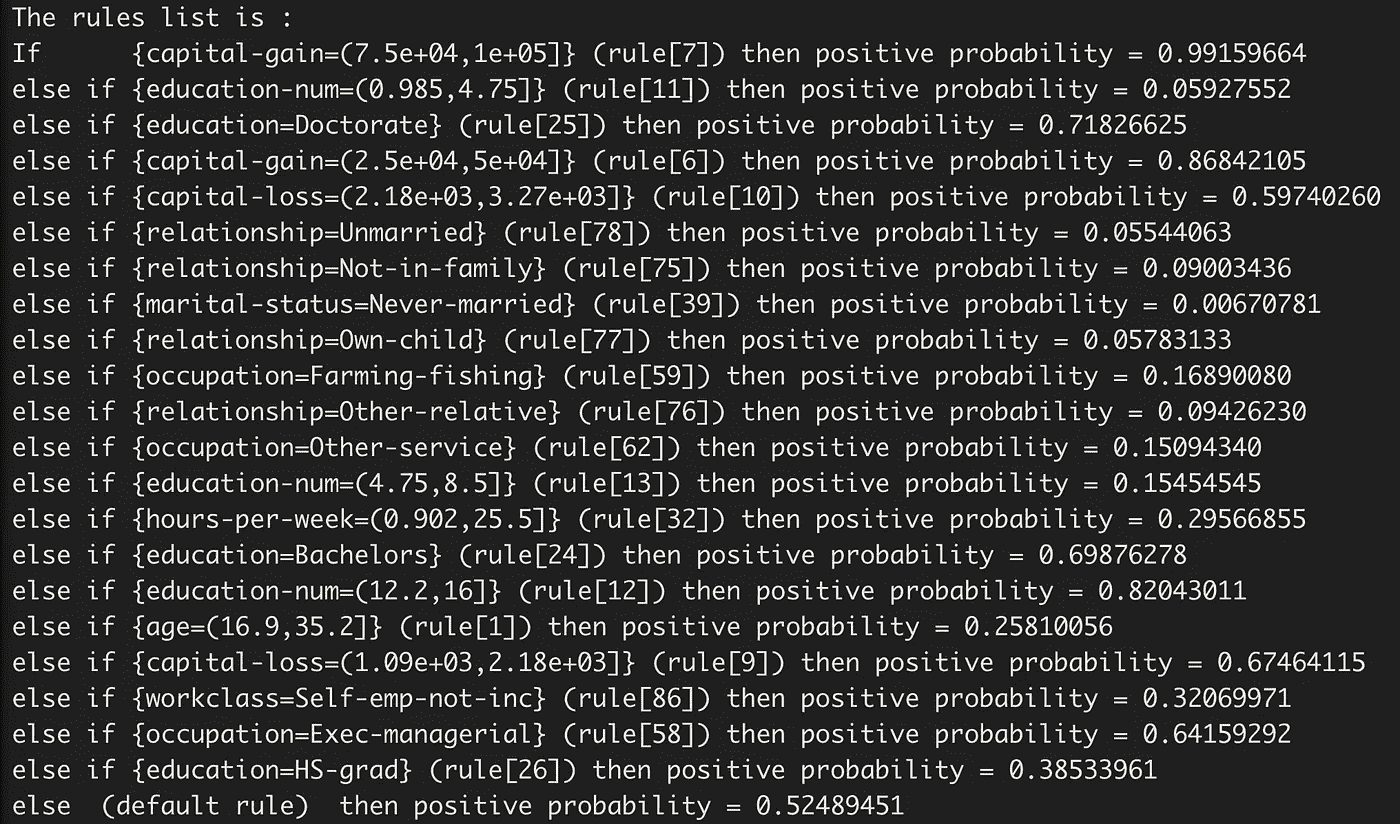 The rules list is :
If {capital-gain=(7.5e+04,1e+05]} (rule[7]) then positive probability = 0.99159664
else if {education-num=(0.985,4.75]} (rule[11]) then positive probability = 0.05927552
else if {education=Doctorate} (rule[25]) then positive probability = 0.71826625
else if {capital-gain=(2.5e+04,5e+04]} (rule[6]) then positive probability = 0.86842105
else if {capital-loss=(2.18e+03,3.27e+03]} (rule[10]) then positive probability = 0.59740260
else if {relationship=Unmarried} (rule[78]) then positive probability = 0.05544063
else if {relationship=Not-in-family} (rule[75]) then positive probability = 0.09003436
else if {marital-status=Never-married} (rule[39]) then positive probability = 0.00670781
else if {relationship=Own-child} (rule[77]) then positive probability = 0.05783133
else if {occupation=Farming-fishing} (rule[59]) then positive probability = 0.16890080
else if {relationship=Other-relative} (rule[76]) then positive probability = 0.09426230
else if {occupation=Other-service} (rule[62]) then positive probability = 0.15094340
else if {education-num=(4.75,8.5]} (rule[13]) then positive probability = 0.15454545
else if {hours-per-week=(0.902,25.5]} (rule[32]) then positive probability = 0.29566855
else if {education=Bachelors} (rule[24]) then positive probability = 0.69876278
else if {education-num=(12.2,16]} (rule[12]) then positive probability = 0.82043011
else if {age=(16.9,35.2]} (rule[1]) then positive probability = 0.25810056
else if {capital-loss=(1.09e+03,2.18e+03]} (rule[9]) then positive probability = 0.67464115
else if {workclass=Self-emp-not-inc} (rule[86]) then positive probability = 0.32069971
else if {occupation=Exec-managerial} (rule[58]) then positive probability = 0.64159292
else if {education=HS-grad} (rule[26]) then positive probability = 0.38533961
else (default rule) then positive probability = 0.52489451